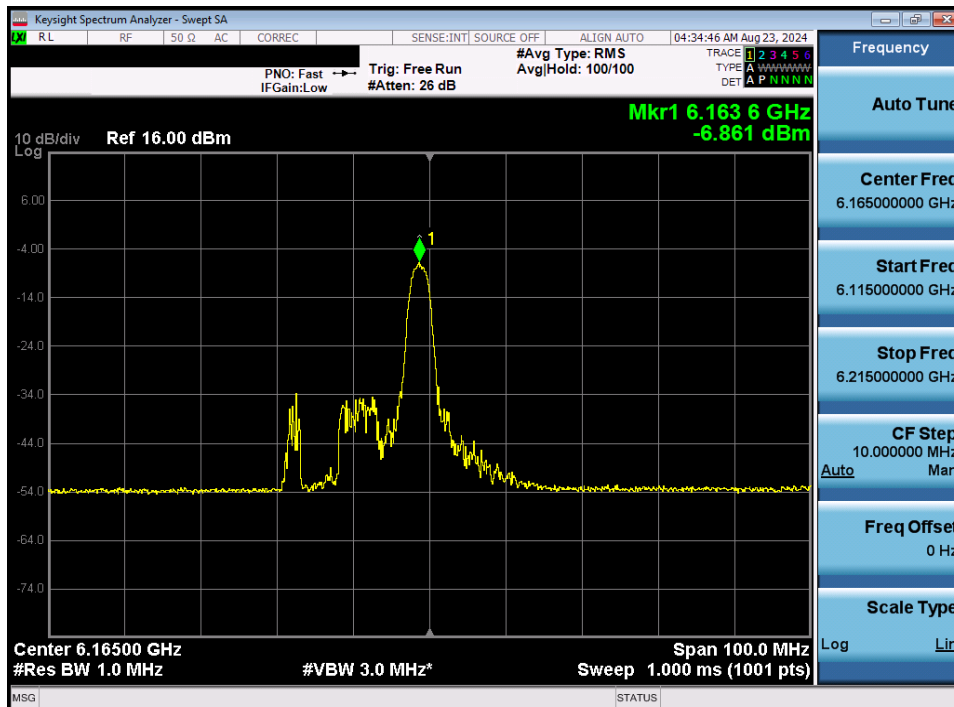 Keysight Spectrum Analyzer - Swept SA
LXI RL RF 50 Ω AC CORREC SENSE:INT SOURCE OFF ALIGN AUTO 04:34:46 AM Aug 23, 2024
PNO: Fast Trig: Free Run #Avg Type: RMS TRACE 1 2 3 4 5 6
IFGain:Low #Atten: 26 dB Avg|Hold: 100/100 TYPE A WWWWW
DET A P N N N N
Mkr1 6.163 6 GHz
-6.861 dBm
10 dB/div Ref 16.00 dBm
Log
6.00
-4.00
1
-14.0
-24.0
-34.0
-44.0
-54.0
-64.0
-74.0
Center 6.16500 GHz Span 100.0 MHz
#Res BW 1.0 MHz #VBW 3.0 MHz* Sweep 1.000 ms (1001 pts)
MSG STATUS
Frequency
Auto Tune
Center Freq
6.165000000 GHz
Start Freq
6.115000000 GHz
Stop Freq
6.215000000 GHz
CF Step
10.000000 MHz
Auto Man
Freq Offset
0 Hz
Scale Type
Log Lin